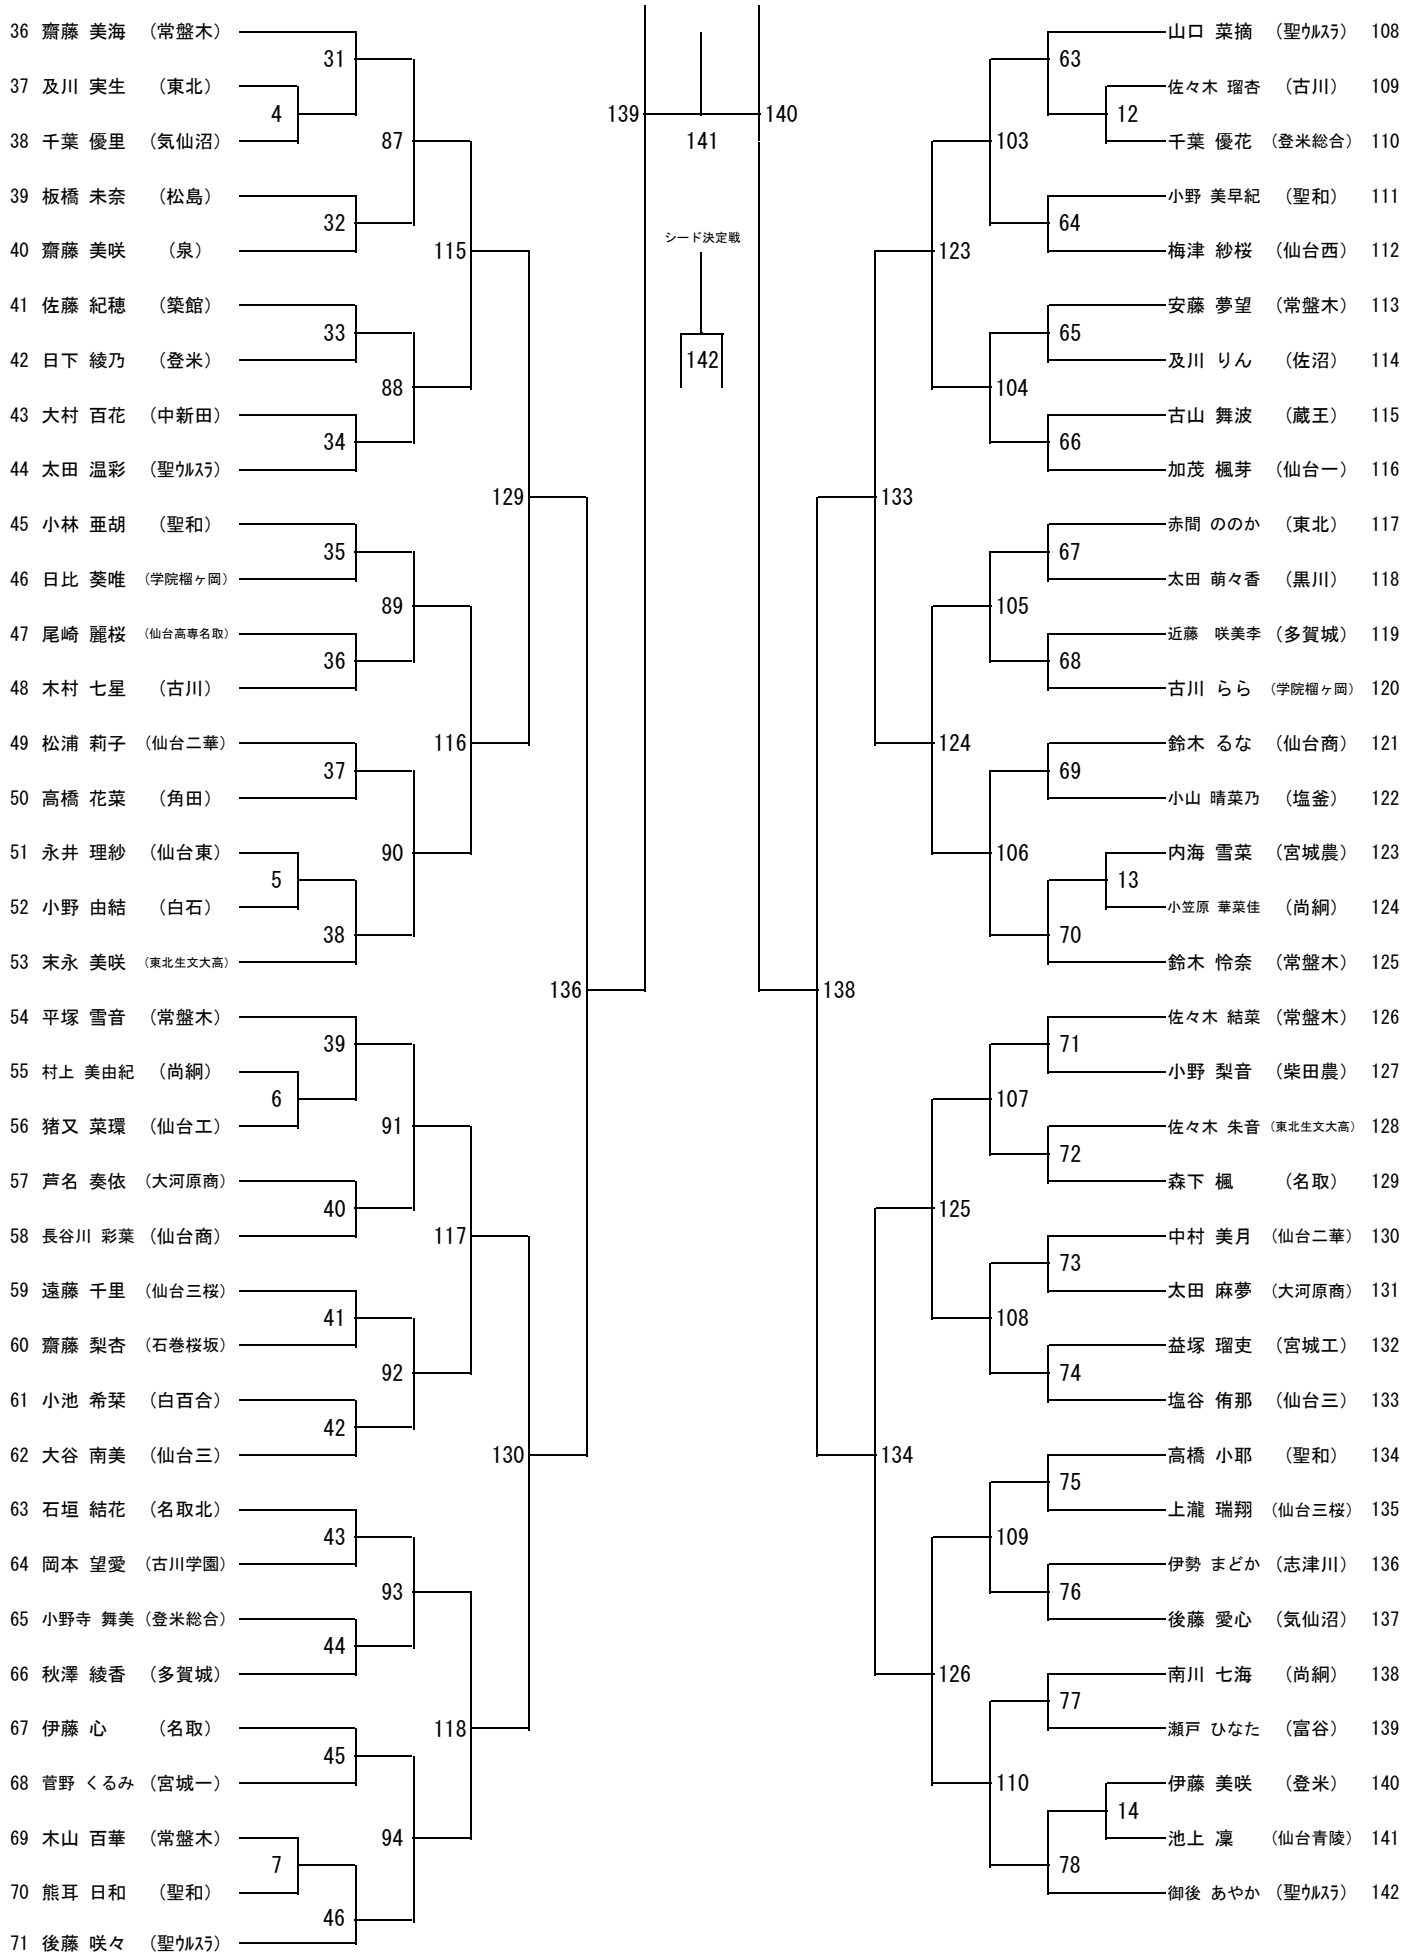 36 齋藤 美海 （常盤木）
37 及川 実生 （東北）
38 千葉 優里 （気仙沼）
39 板橋 未奈 （松島）
40 齋藤 美咲 （泉）
41 佐藤 紀穂 （築館）
42 日下 綾乃 （登米）
43 大村 百花 （中新田）
44 太田 温彩 （聖ｳﾙｽﾗ）
45 小林 亜胡 （聖和）
46 日比 葵唯 （学院榴ヶ岡）
47 尾崎 麗桜 （仙台高専名取）
48 木村 七星 （古川）
49 松浦 莉子 （仙台二華）
50 高橋 花菜 （角田）
51 永井 理紗 （仙台東）
52 小野 由結 （白石）
53 末永 美咲 （東北生文大高）
54 平塚 雪音 （常盤木）
55 村上 美由紀 （尚絅）
56 猪又 菜環 （仙台工）
57 芦名 奏依 （大河原商）
58 長谷川 彩葉 （仙台商）
59 遠藤 千里 （仙台三桜）
60 齋藤 梨杏 （石巻桜坂）
61 小池 希栞 （白百合）
62 大谷 南美 （仙台三）
63 石垣 結花 （名取北）
64 岡本 望愛 （古川学園）
65 小野寺 舞美 （登米総合）
66 秋澤 綾香 （多賀城）
67 伊藤 心 （名取）
68 菅野 くるみ （宮城一）
69 木山 百華 （常盤木）
70 熊耳 日和 （聖和）
71 後藤 咲々 （聖ｳﾙｽﾗ）
4
5
6
7
31
32
33
34
35
36
37
38
39
40
41
42
43
44
45
46
87
88
89
90
91
92
93
94
115
116
117
118
129
130
136
139
141
140
シード決定戦
142
138
133
134
123
124
125
126
103
104
105
106
107
108
109
110
63
64
65
66
67
68
69
70
71
72
73
74
75
76
77
78
12
13
14
山口 菜摘 （聖ｳﾙｽﾗ） 108
佐々木 瑠杏 （古川） 109
千葉 優花 （登米総合） 110
小野 美早紀 （聖和） 111
梅津 紗桜 （仙台西） 112
安藤 夢望 （常盤木） 113
及川 りん （佐沼） 114
古山 舞波 （蔵王） 115
加茂 楓芽 （仙台一） 116
赤間 ののか （東北） 117
太田 萌々香 （黒川） 118
近藤 咲美李 （多賀城） 119
古川 らら （学院榴ヶ岡） 120
鈴木 るな （仙台商） 121
小山 晴菜乃 （塩釜） 122
内海 雪菜 （宮城農） 123
小笠原 華菜佳 （尚絅） 124
鈴木 怜奈 （常盤木） 125
佐々木 結菜 （常盤木） 126
小野 梨音 （柴田農） 127
佐々木 朱音 （東北生文大高） 128
森下 楓 （名取） 129
中村 美月 （仙台二華） 130
太田 麻夢 （大河原商） 131
益塚 瑠吏 （宮城工） 132
塩谷 侑那 （仙台三） 133
高橋 小耶 （聖和） 134
上瀧 瑞翔 （仙台三桜） 135
伊勢 まどか （志津川） 136
後藤 愛心 （気仙沼） 137
南川 七海 （尚絅） 138
瀬戸 ひなた （富谷） 139
伊藤 美咲 （登米） 140
池上 凜 （仙台青陵） 141
御後 あやか （聖ｳﾙｽﾗ） 142